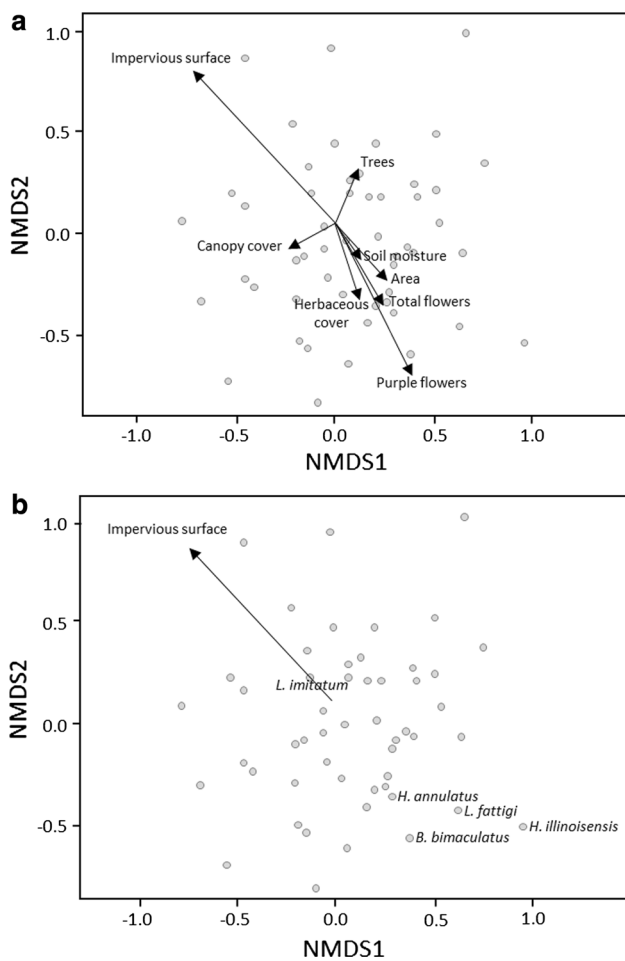 a
1.0
0.5
0.0
-0.5
NMDS2
Impervious surface
Trees
Canopy cover
Soil moisture
Area
Herbaceous
cover
Total flowers
Purple flowers
-1.0 -0.5 0.0 0.5 1.0
NMDS1
b
1.0
0.5
0.0
-0.5
NMDS2
Impervious surface
L. imitatum
H. annulatus
L. fattigi
H. illinoisensis
B. bimaculatus
-1.0 -0.5 0.0 0.5 1.0
NMDS1